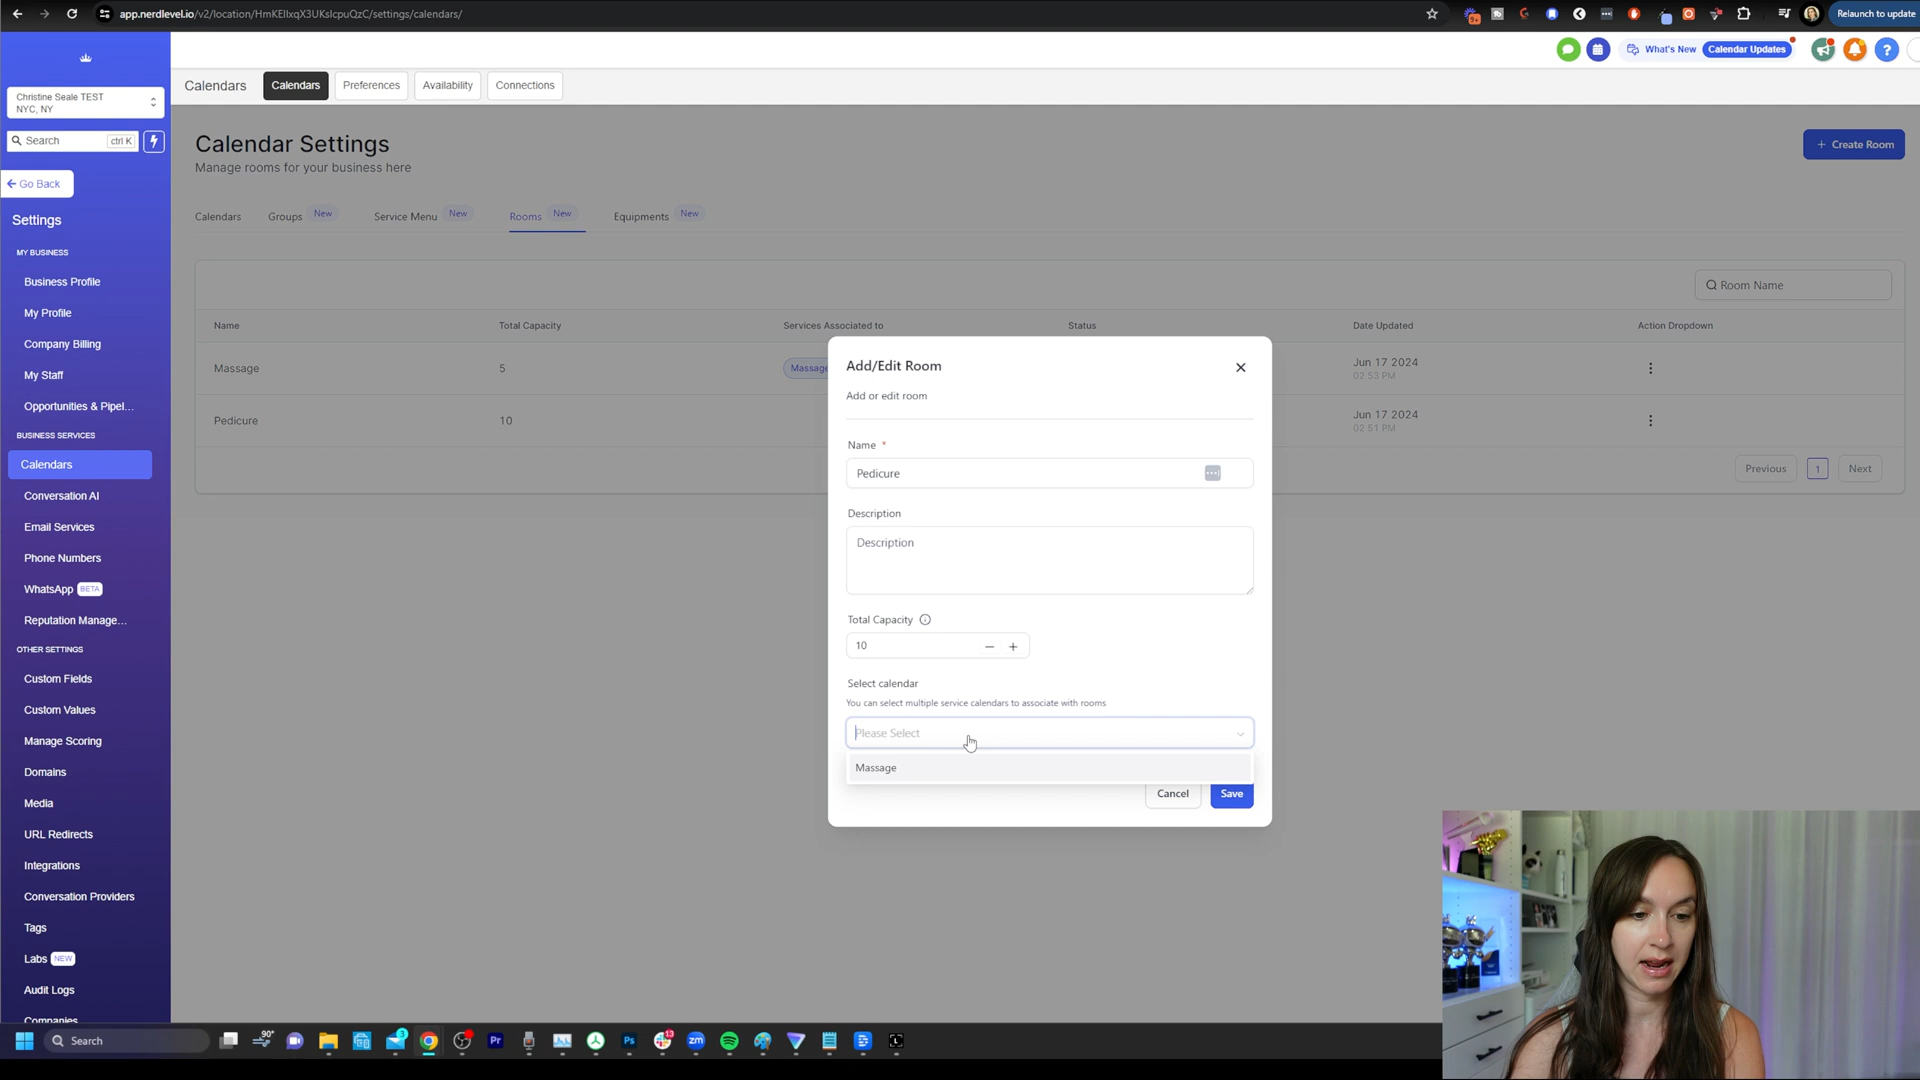 app.nerdlevel.io/v2/location/HmKEllxqX3UKslcpuQzC/settings/calendars/
Relaunch to update
What's New
Calendar Updates
Christine Seale TEST
NYC, NY
Search
ctrl K
Go Back
Settings
MY BUSINESS
Business Profile
My Profile
Company Billing
My Staff
Opportunities & Pipel...
BUSINESS SERVICES
Calendars
Conversation AI
Email Services
Phone Numbers
WhatsApp BETA
Reputation Manage...
OTHER SETTINGS
Custom Fields
Custom Values
Manage Scoring
Domains
Media
URL Redirects
Integrations
Conversation Providers
Tags
Labs NEW
Audit Logs
Companies
Calendars
Calendars
Preferences
Availability
Connections
Calendar Settings
Manage rooms for your business here
+ Create Room
Calendars
Groups New
Service Menu New
Rooms New
Equipments New
Room Name
Name
Total Capacity
Services Associated to
Status
Date Updated
Action Dropdown
Massage
5
Massage
Jun 17 2024
02:53 PM
Pedicure
10
Jun 17 2024
02:51 PM
Previous
1
Next
Add/Edit Room
Add or edit room
Name *
Pedicure
Description
Description
Total Capacity
10
Select calendar
You can select multiple service calendars to associate with rooms
Please Select
Massage
Cancel
Save
Search
90°
3
Pr
Ps
13
zm